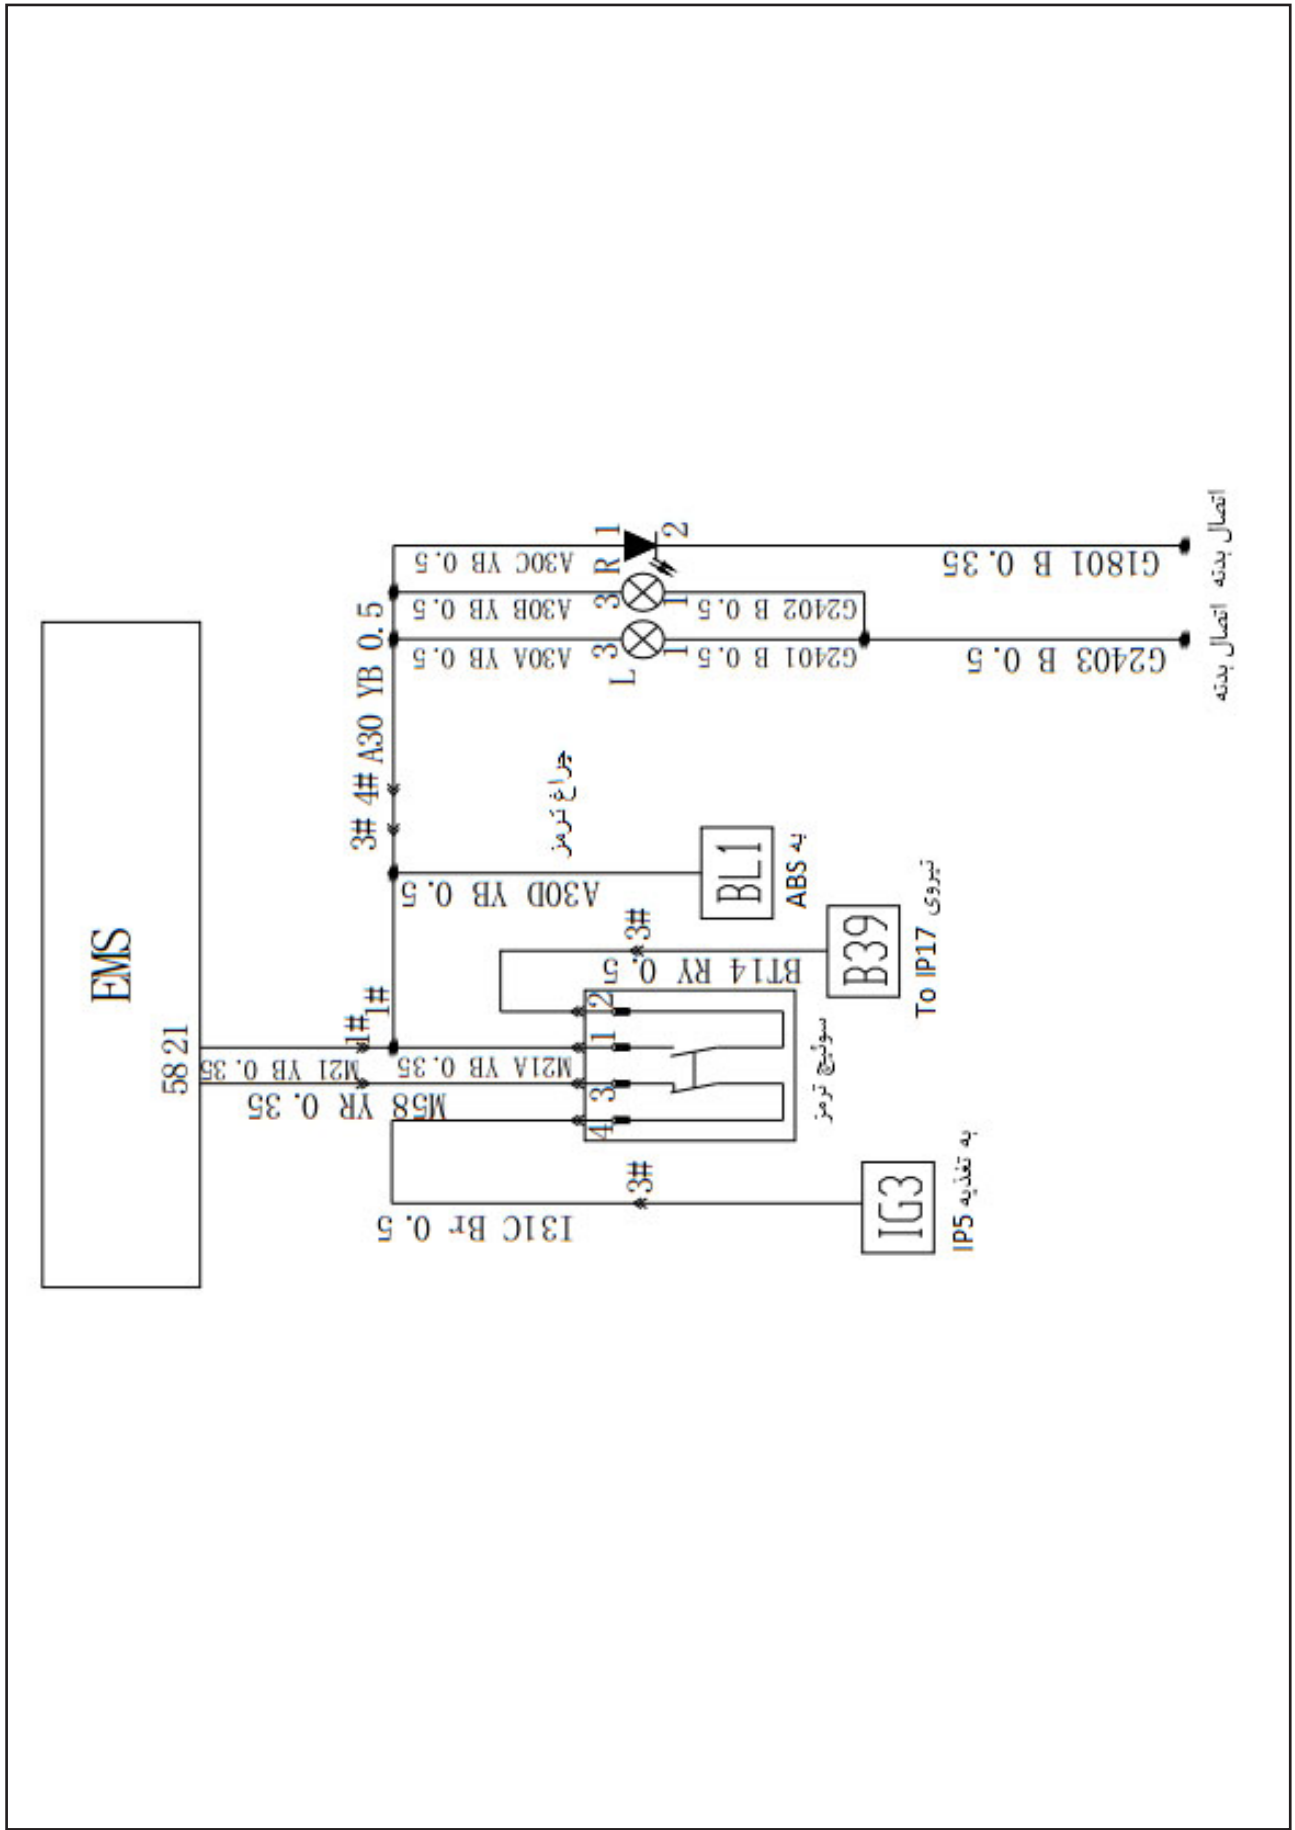 EMS
58 21
M21 YB 0.35
M58 YR 0.35
1#
1#
M21A YB 0.35
3# 4# A30 YB 0.5
A30A YB 0.5
A30B YB 0.5
A30C YB 0.5
L
3
1
3
1
R
1
2
G2401 B 0.5
G2402 B 0.5
G2403 B 0.5
G1801 B 0.35
اتصال بدنه
اتصال بدنه
چراغ ترمز
A30D YB 0.5
BL1
به ABS
BT14 RY 0.5
3#
B39
نیروی To IP17
4 3 1 2
سوئیچ ترمز
I31C Br 0.5
3#
IG3
به تغذیه IP5